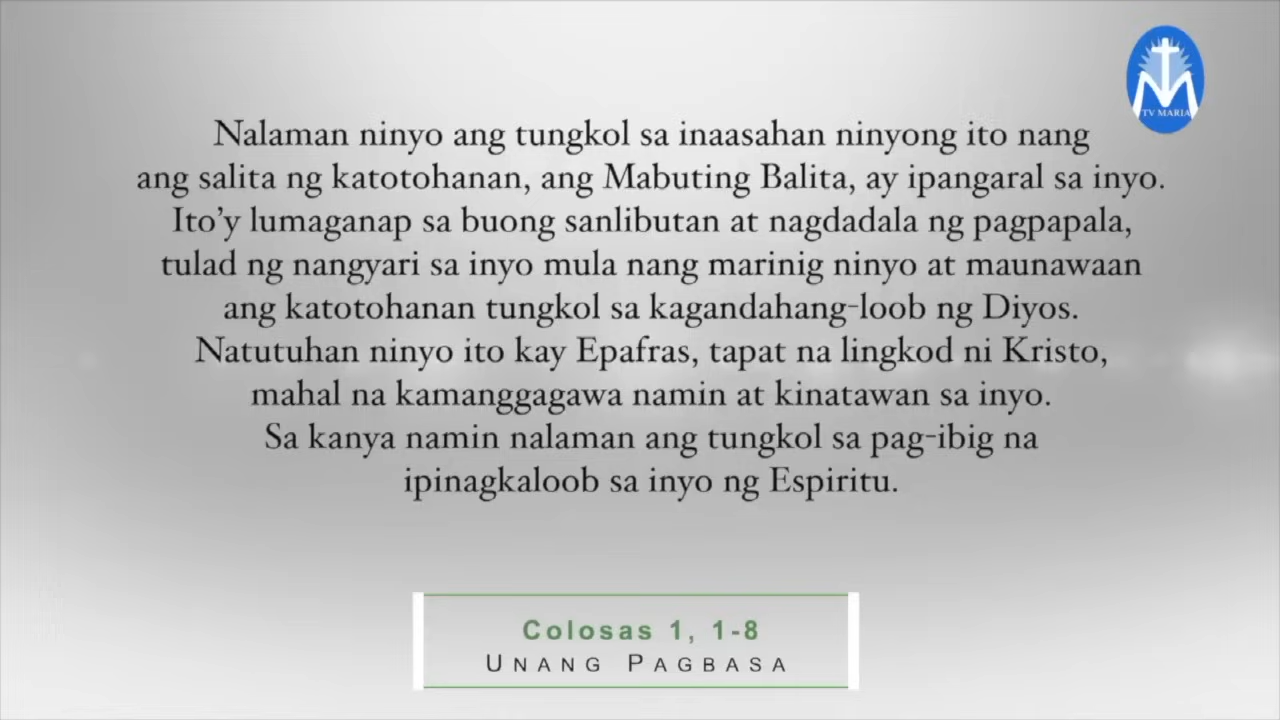 TV MARIA
Nalaman ninyo ang tungkol sa inaasahan ninyong ito nang
ang salita ng katotohanan, ang Mabuting Balita, ay ipangaral sa inyo.
Ito'y lumaganap sa buong sanlibutan at nagdadala ng pagpapala,
tulad ng nangyari sa inyo mula nang marinig ninyo at maunawaan
ang katotohanan tungkol sa kagandahang-loob ng Diyos.
Natutuhan ninyo ito kay Epafras, tapat na lingkod ni Kristo,
mahal na kamanggagawa namin at kinatawan sa inyo.
Sa kanya namin nalaman ang tungkol sa pag-ibig na
ipinagkaloob sa inyo ng Espiritu.
Colosas 1, 1-8
UNANG PAGBASA